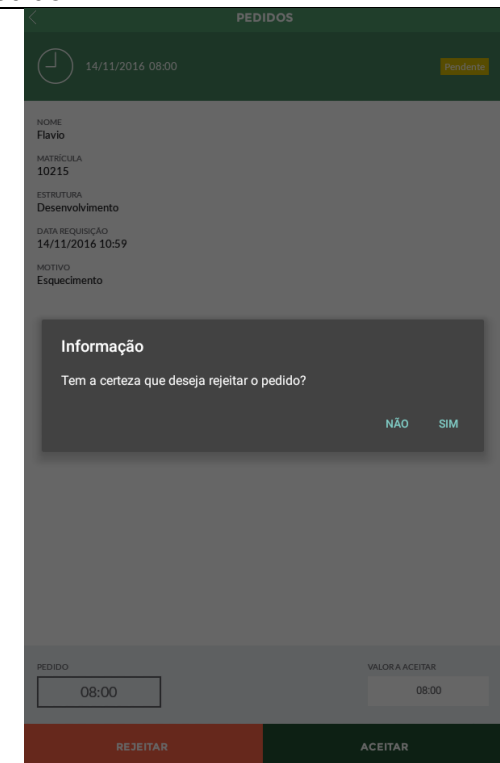 PEDIDOS
14/11/2016 08:00
Pendente
NOME
Flavio
MATRÍCULA
10215
ESTRUTURA
Desenvolvimento
DATA REQUISIÇÃO
14/11/2016 10:59
MOTIVO
Esquecimento
Informação
Tem a certeza que deseja rejeitar o pedido?
NÃO SIM
PEDIDO VALOR A ACEITAR
08:00 08:00
REJEITAR ACEITAR